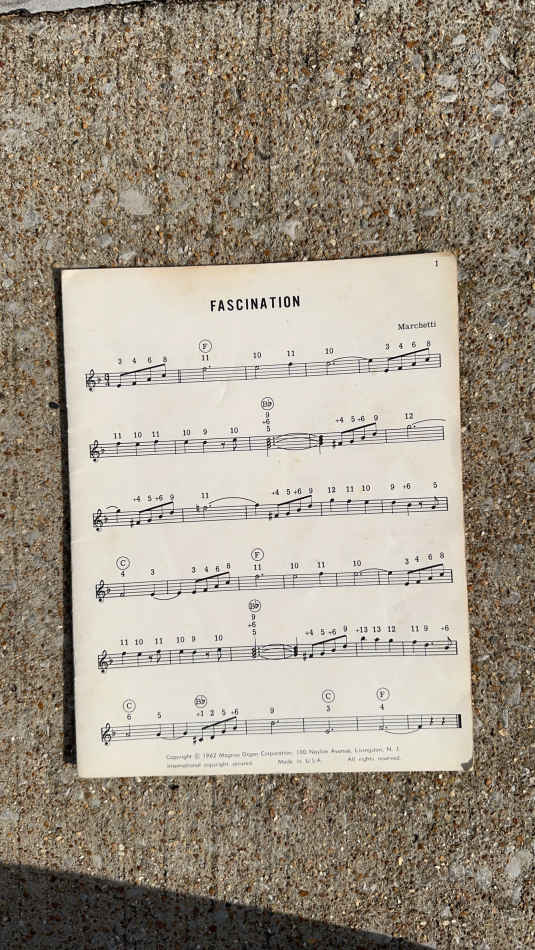 1
FASCINATION
Marchetti
F
3 4 6 8 11 10 11 10 3 4 6 8
B♭
9
+6
11 10 11 10 9 10 5 +4 5 +6 9 12
+4 5 +6 9 11 +4 5 +6 9 12 11 10 9 +6 5
C F
4 3 3 4 6 8 11 10 11 10 3 4 6 8
B♭
9
+6
11 10 11 10 9 10 5 +4 5 +6 9 +13 13 12 11 9 +6
C B♭ C F
6 5 +1 2 5 +6 9 3 4
Copyright © 1962 Magnus Organ Corporation, 100 Naylon Avenue, Livingston, N. J.
International copyright secured Made in U.S.A. All rights reserved.